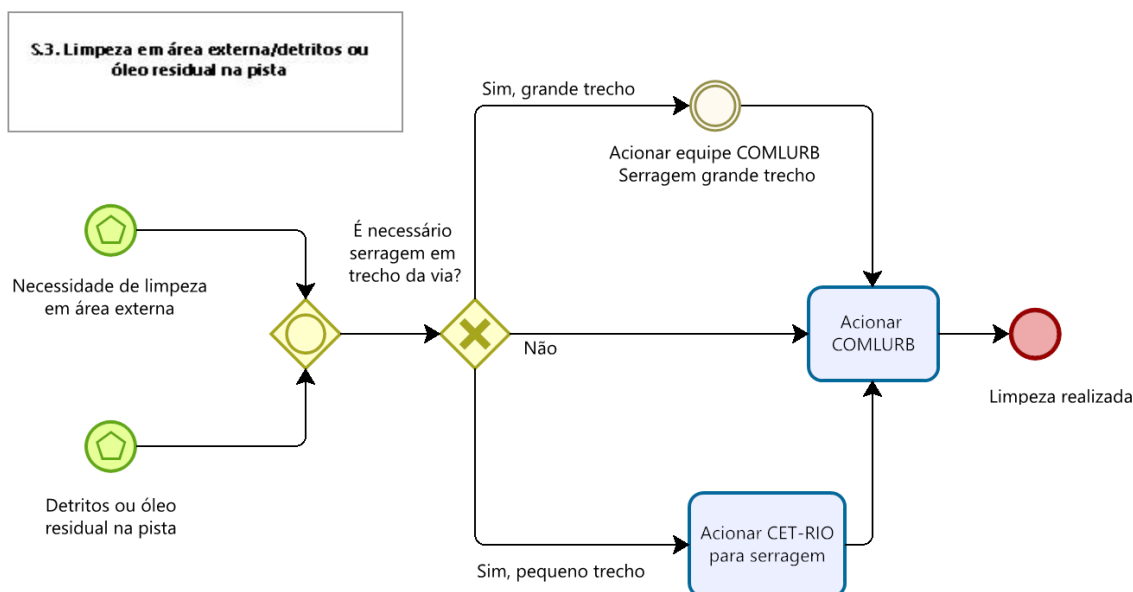 S.3. Limpeza em área externa/detritos ou
óleo residual na pista
Sim, grande trecho
Acionar equipe COMLURB
Serragem grande trecho
É necessário
serragem em
trecho da via?
Necessidade de limpeza
em área externa
Não
Acionar
COMLURB
Limpeza realizada
Detritos ou óleo
residual na pista
Acionar CET-RIO
para serragem
Sim, pequeno trecho